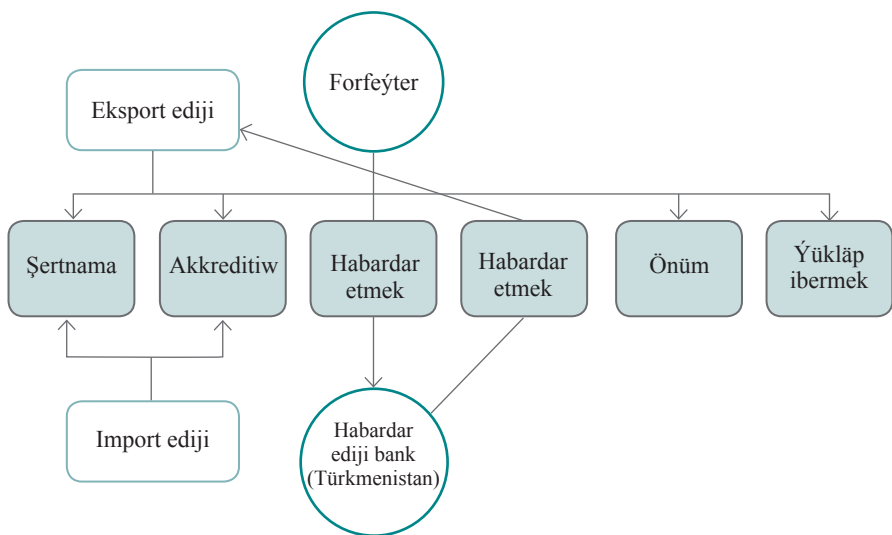 Forfeýter
Eksport ediji
Şertnama
Akkreditiw
Habardar
etmek
Habardar
etmek
Önüm
Ýükläp
ibermek
Import ediji
Habardar
ediji bank
(Türkmenistan)